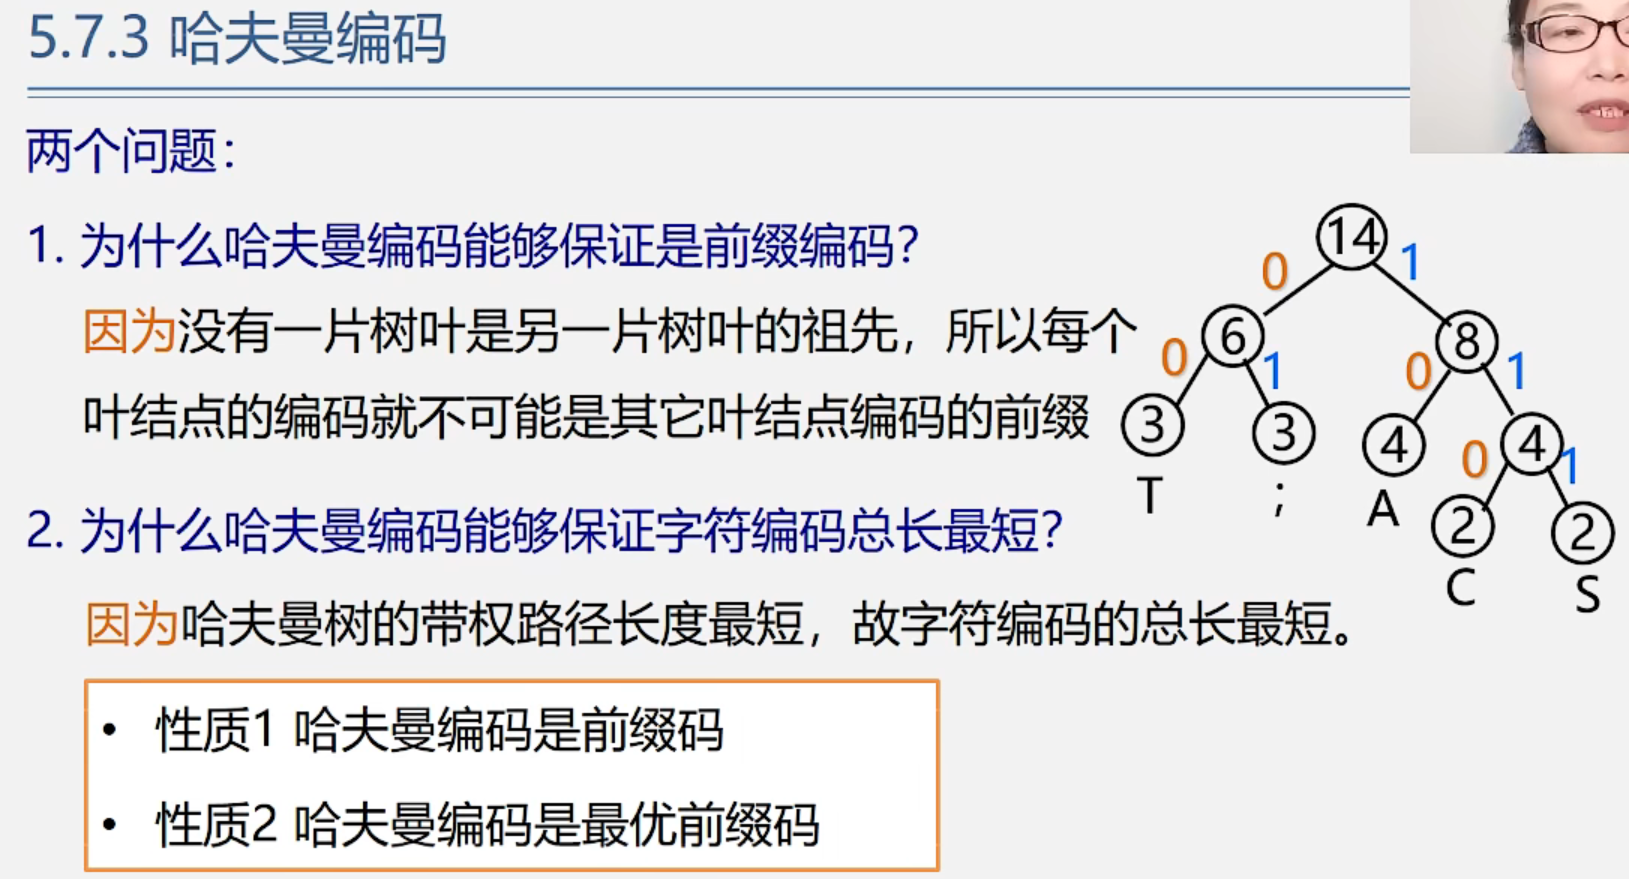 5.7.3 哈夫曼编码
两个问题：
1. 为什么哈夫曼编码能够保证是前缀编码？
因为没有一片树叶是另一片树叶的祖先，所以每个
叶结点的编码就不可能是其它叶结点编码的前缀
2. 为什么哈夫曼编码能够保证字符编码总长最短？
因为哈夫曼树的带权路径长度最短，故字符编码的总长最短。
• 性质1 哈夫曼编码是前缀码
• 性质2 哈夫曼编码是最优前缀码
14
0 1
6 8
0 1 0 1
3 3 4 4
T ; A
0 1
2 2
C S